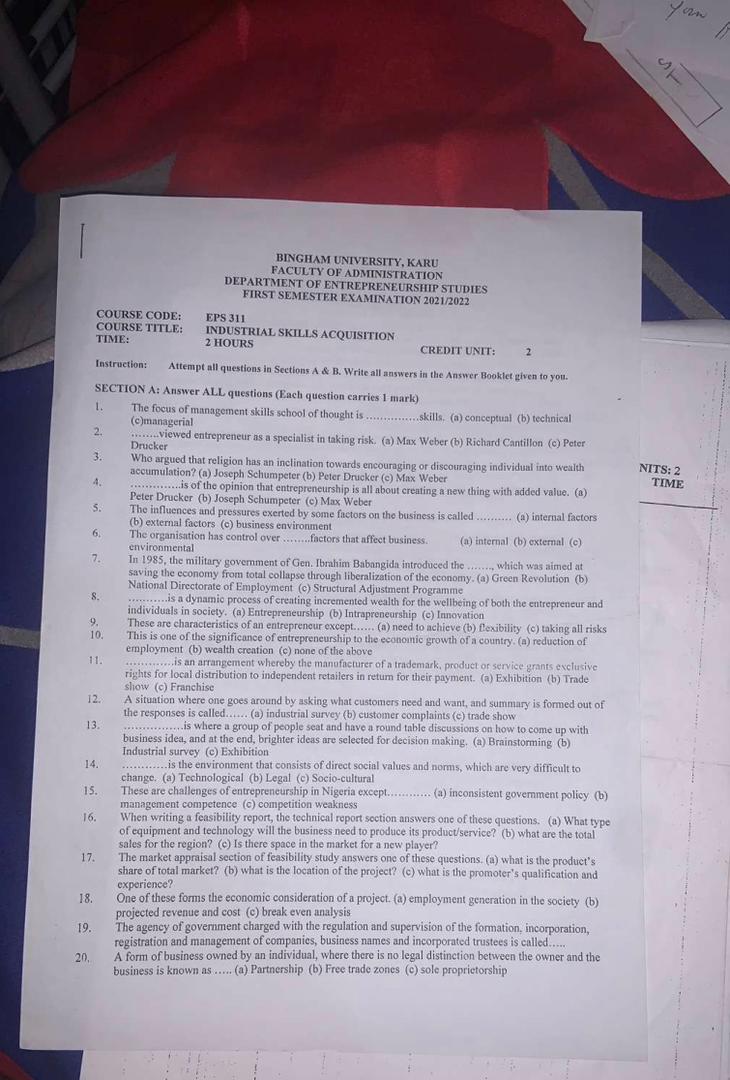 your
BINGHAM UNIVERSITY, KARU
FACULTY OF ADMINISTRATION
DEPARTMENT OF ENTREPRENEURSHIP STUDIES
FIRST SEMESTER EXAMINATION 2021/2022
COURSE CODE: EPS 311
COURSE TITLE: INDUSTRIAL SKILLS ACQUISITION
TIME: 2 HOURS
CREDIT UNIT: 2
Instruction: Attempt all questions in Sections A & B. Write all answers in the Answer Booklet given to you.
SECTION A: Answer ALL questions (Each question carries 1 mark)
1. The focus of management skills school of thought is ...............skills. (a) conceptual (b) technical
(c)managerial
2. ........viewed entrepreneur as a specialist in taking risk. (a) Max Weber (b) Richard Cantillon (c) Peter
Drucker
3. Who argued that religion has an inclination towards encouraging or discouraging individual into wealth
accumulation? (a) Joseph Schumpeter (b) Peter Drucker (c) Max Weber
4. ..............is of the opinion that entrepreneurship is all about creating a new thing with added value. (a)
Peter Drucker (b) Joseph Schumpeter (c) Max Weber
5. The influences and pressures exerted by some factors on the business is called .......... (a) internal factors
(b) external factors (c) business environment
6. The organisation has control over ........factors that affect business. (a) internal (b) external (c)
environmental
7. In 1985, the military government of Gen. Ibrahim Babangida introduced the ......., which was aimed at
saving the economy from total collapse through liberalization of the economy. (a) Green Revolution (b)
National Directorate of Employment (c) Structural Adjustment Programme
8. ...........is a dynamic process of creating incremented wealth for the wellbeing of both the entrepreneur and
individuals in society. (a) Entrepreneurship (b) Intrapreneurship (c) Innovation
9. These are characteristics of an entrepreneur except...... (a) need to achieve (b) flexibility (c) taking all risks
10. This is one of the significance of entrepreneurship to the economic growth of a country. (a) reduction of
employment (b) wealth creation (c) none of the above
11. .............is an arrangement whereby the manufacturer of a trademark, product or service grants exclusive
rights for local distribution to independent retailers in return for their payment. (a) Exhibition (b) Trade
show (c) Franchise
12. A situation where one goes around by asking what customers need and want, and summary is formed out of
the responses is called...... (a) industrial survey (b) customer complaints (c) trade show
13. ................is where a group of people seat and have a round table discussions on how to come up with
business idea, and at the end, brighter ideas are selected for decision making. (a) Brainstorming (b)
Industrial survey (c) Exhibition
14. ............is the environment that consists of direct social values and norms, which are very difficult to
change. (a) Technological (b) Legal (c) Socio-cultural
15. These are challenges of entrepreneurship in Nigeria except............ (a) inconsistent government policy (b)
management competence (c) competition weakness
16. When writing a feasibility report, the technical report section answers one of these questions. (a) What type
of equipment and technology will the business need to produce its product/service? (b) what are the total
sales for the region? (c) Is there space in the market for a new player?
17. The market appraisal section of feasibility study answers one of these questions. (a) what is the product's
share of total market? (b) what is the location of the project? (c) what is the promoter's qualification and
experience?
18. One of these forms the economic consideration of a project. (a) employment generation in the society (b)
projected revenue and cost (c) break even analysis
19. The agency of government charged with the regulation and supervision of the formation, incorporation,
registration and management of companies, business names and incorporated trustees is called.....
20. A form of business owned by an individual, where there is no legal distinction between the owner and the
business is known as ..... (a) Partnership (b) Free trade zones (c) sole proprietorship
NITS: 2
TIME